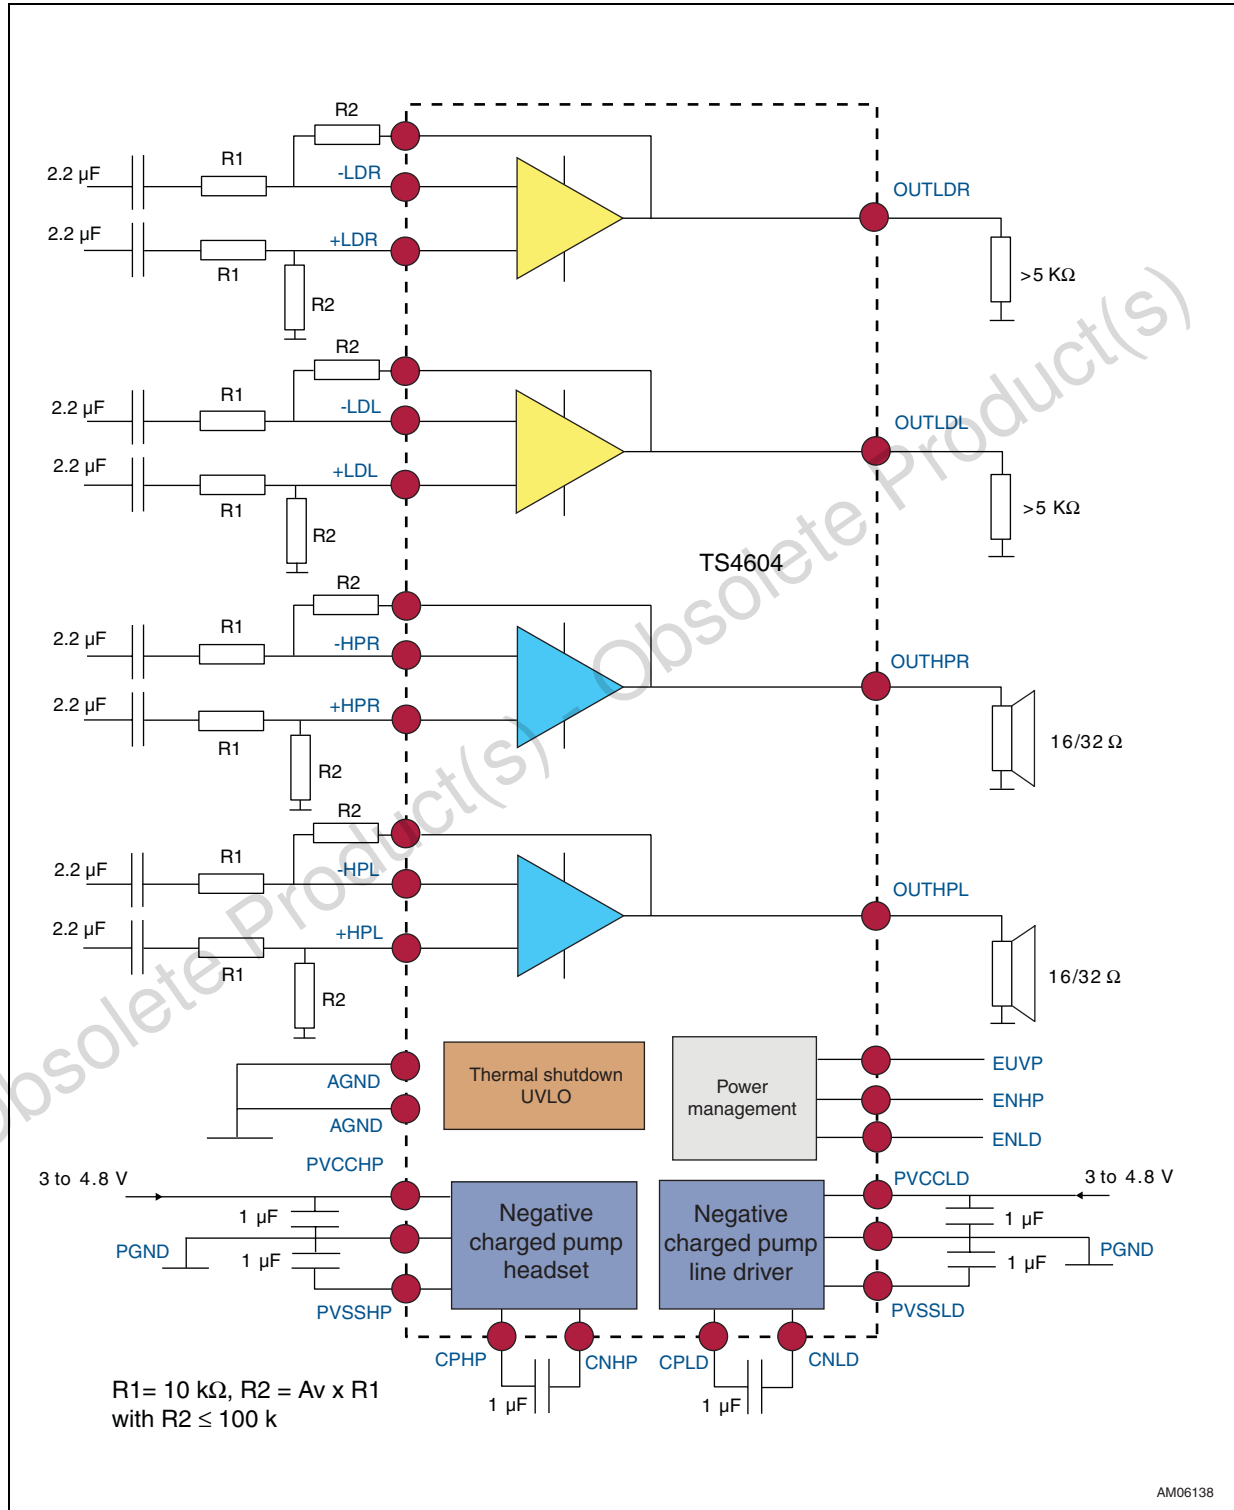 R2
2.2 µF
R1
-LDR
OUTLDR
2.2 µF
+LDR
R1
R2
>5 KΩ
R2
2.2 µF
R1
-LDL
OUTLDL
2.2 µF
+LDL
R1
R2
>5 KΩ
TS4604
R2
2.2 µF
R1
-HPR
OUTHPR
2.2 µF
+HPR
R1
R2
16/32 Ω
R2
2.2 µF
R1
-HPL
OUTHPL
2.2 µF
+HPL
R1
R2
16/32 Ω
AGND
AGND
Thermal shutdown
UVLO
Power
management
EUVP
ENHP
ENLD
PVCCHP
3 to 4.8 V
1 µF
PGND
1 µF
PVSSHP
Negative
charged pump
headset
Negative
charged pump
line driver
PVCCLD
3 to 4.8 V
1 µF
PGND
1 µF
PVSSLD
CPHP
CNHP
CPLD
CNLD
1 µF
1 µF
R1= 10 kΩ, R2 = Av x R1
with R2 ≤ 100 k
AM06138
Obsolete Product(s) - Obsolete Product(s)